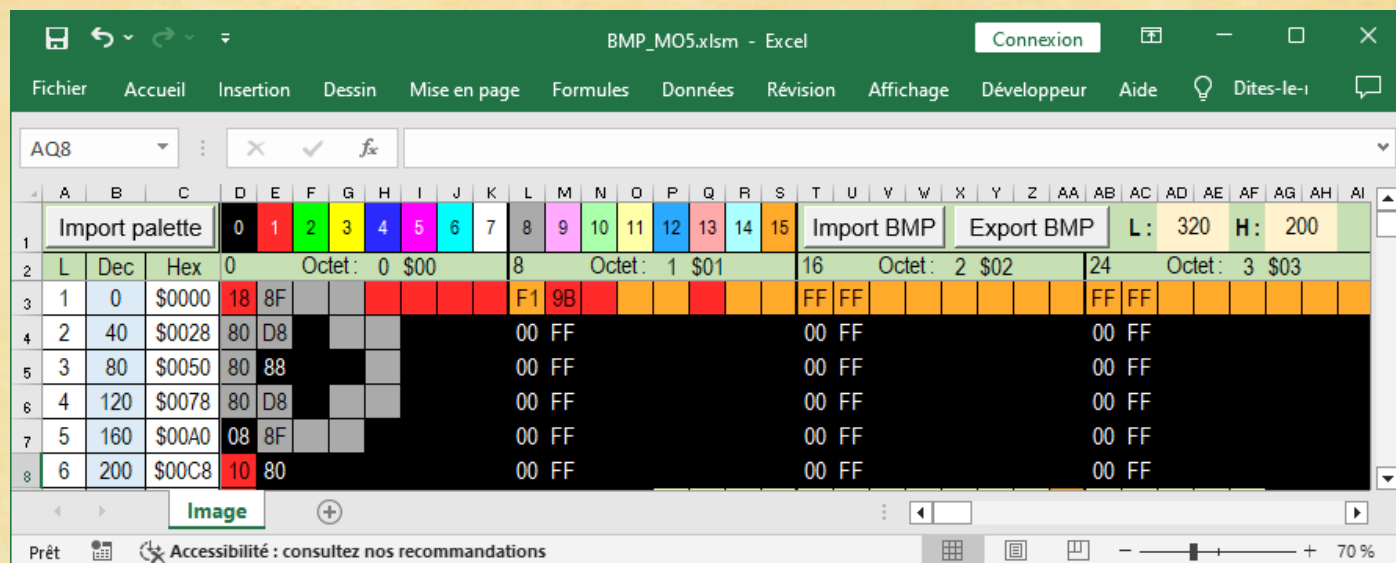 BMP_MO5.xlsm - Excel Connexion
Fichier Accueil Insertion Dessin Mise en page Formules Données Révision Affichage Développeur Aide Dites-le-
AQ8 fx
A B C D E F G H I J K L M N O P Q R S T U V W X Y Z AA AB AC AD AE AF AG AH AI
1 Import palette 0 1 2 3 4 5 6 7 8 9 10 11 12 13 14 15 Import BMP Export BMP L : 320 H : 200
2 L Dec Hex 0 Octet : 0 $00 8 Octet : 1 $01 16 Octet : 2 $02 24 Octet : 3 $03
3 1 0 $0000 18 8F F1 9B FF FF FF FF
4 2 40 $0028 80 D8 00 FF 00 FF 00 FF
5 3 80 $0050 80 88 00 FF 00 FF 00 FF
6 4 120 $0078 80 D8 00 FF 00 FF 00 FF
7 5 160 $00A0 08 8F 00 FF 00 FF 00 FF
8 6 200 $00C8 10 80 00 FF 00 FF 00 FF
Image
Prêt Accessibilité : consultez nos recommandations 70 %